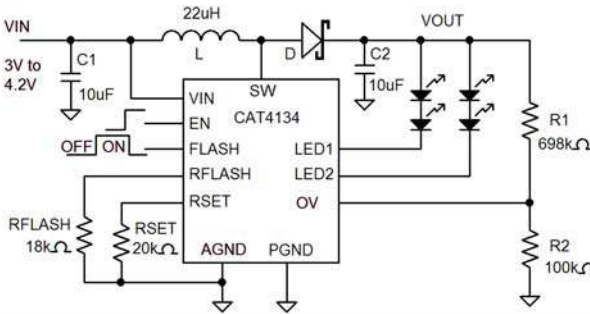 VIN
22uH
VOUT
3V to
4.2V
C1
10uF
L
D
C2
10uF
SW
VIN
CAT4134
EN
OFF ON
FLASH
LED1
RFLASH
LED2
RSET
OV
R1
698kΩ
RFLASH
18kΩ
RSET
20kΩ
AGND
PGND
R2
100kΩ